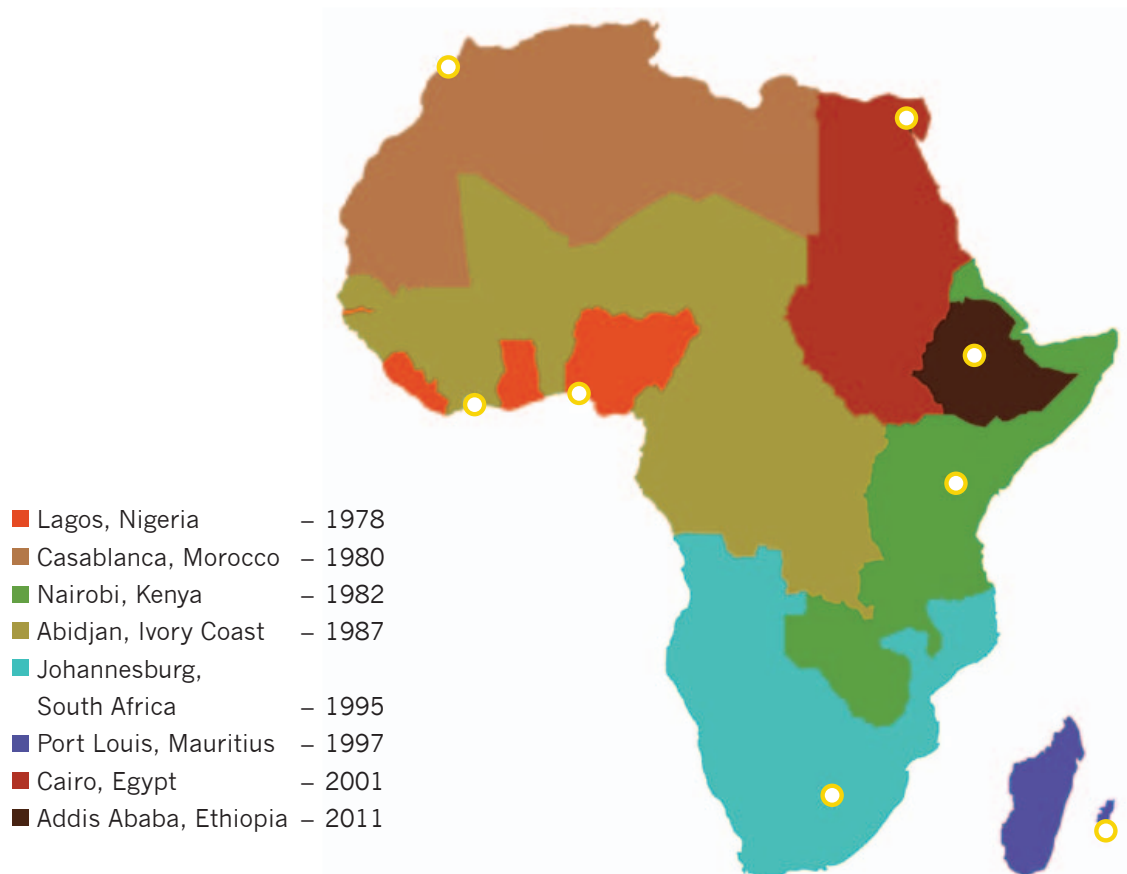 Lagos, Nigeria – 1978
Casablanca, Morocco – 1980
Nairobi, Kenya – 1982
Abidjan, Ivory Coast – 1987
Johannesburg,
South Africa – 1995
Port Louis, Mauritius – 1997
Cairo, Egypt – 2001
Addis Ababa, Ethiopia – 2011